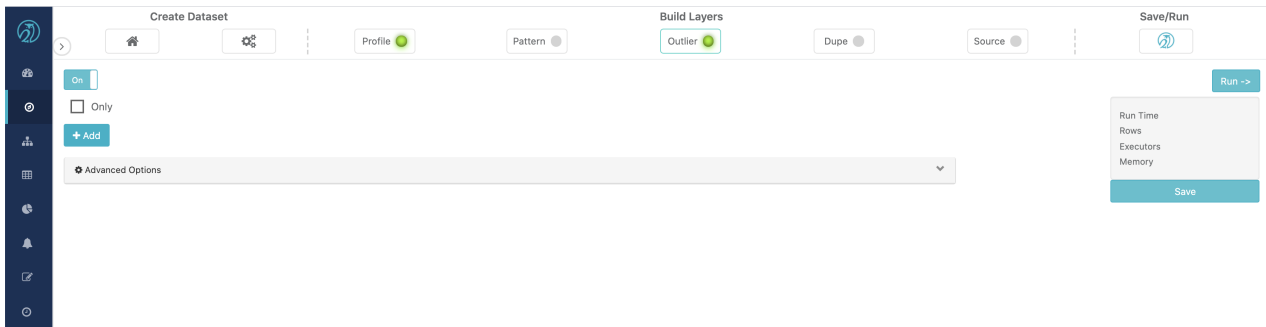 Create Dataset
Build Layers
Save/Run
Profile
Pattern
Outlier
Dupe
Source
On
Run ->
Only
+ Add
Advanced Options
Run Time
Rows
Executors
Memory
Save